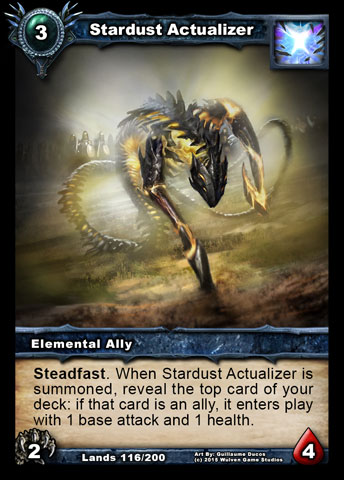 3
Stardust Actualizer
Elemental Ally
Steadfast. When Stardust Actualizer is
summoned, reveal the top card of your
deck: if that card is an ally, it enters play
with 1 base attack and 1 health.
2
Lands 116/200
Art By: Guillaume Ducos
(c) 2015 Wulven Game Studios
4